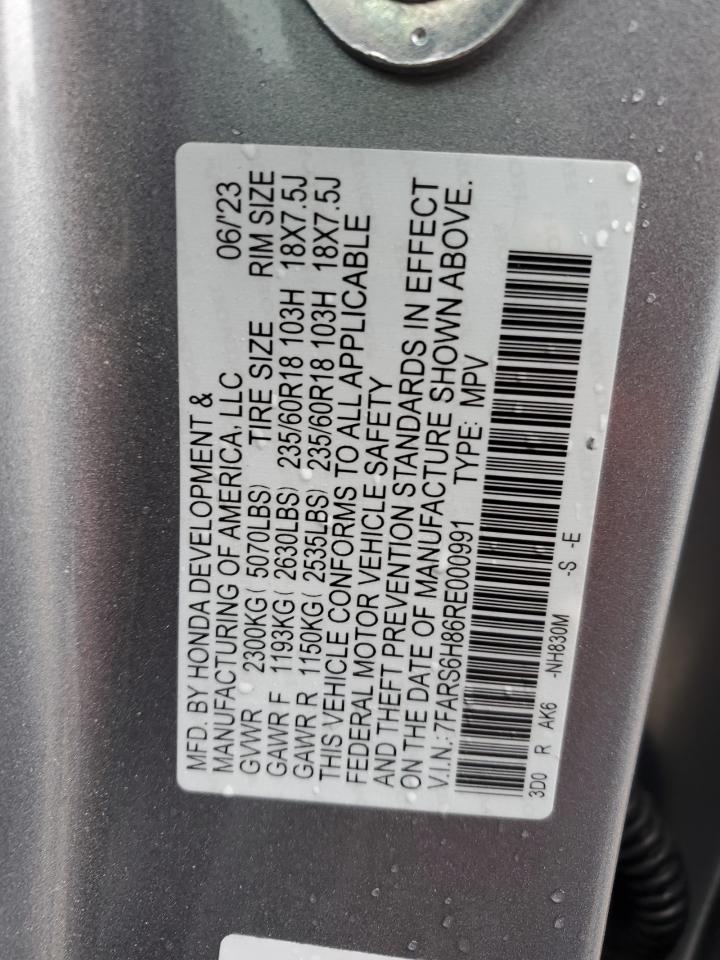 MFD. BY HONDA DEVELOPMENT &
MANUFACTURING OF AMERICA, LLC 06/'23
GVWR 2300KG( 5070LBS) TIRE SIZE RIM SIZE
GAWR F 1193KG( 2630LBS) 235/60R18 103H 18X7.5J
GAWR R 1150KG( 2535LBS) 235/60R18 103H 18X7.5J
THIS VEHICLE CONFORMS TO ALL APPLICABLE
FEDERAL MOTOR VEHICLE SAFETY
AND THEFT PREVENTION STANDARDS IN EFFECT
ON THE DATE OF MANUFACTURE SHOWN ABOVE.
V.I.N.:7FARS6H86RE000991 TYPE: MPV
3D0 R AK6 -NH830M -S -E